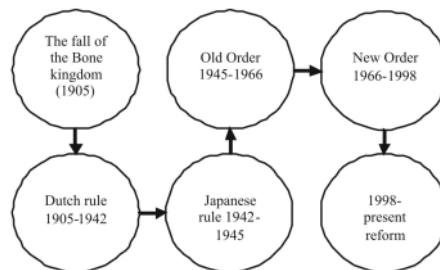 The fall of
the Bone
kingdom
(1905)
Dutch rule
1905-1942
Japanese
rule 1942-
1945
Old Order
1945-1966
New Order
1966-1998
1998-
present
reform